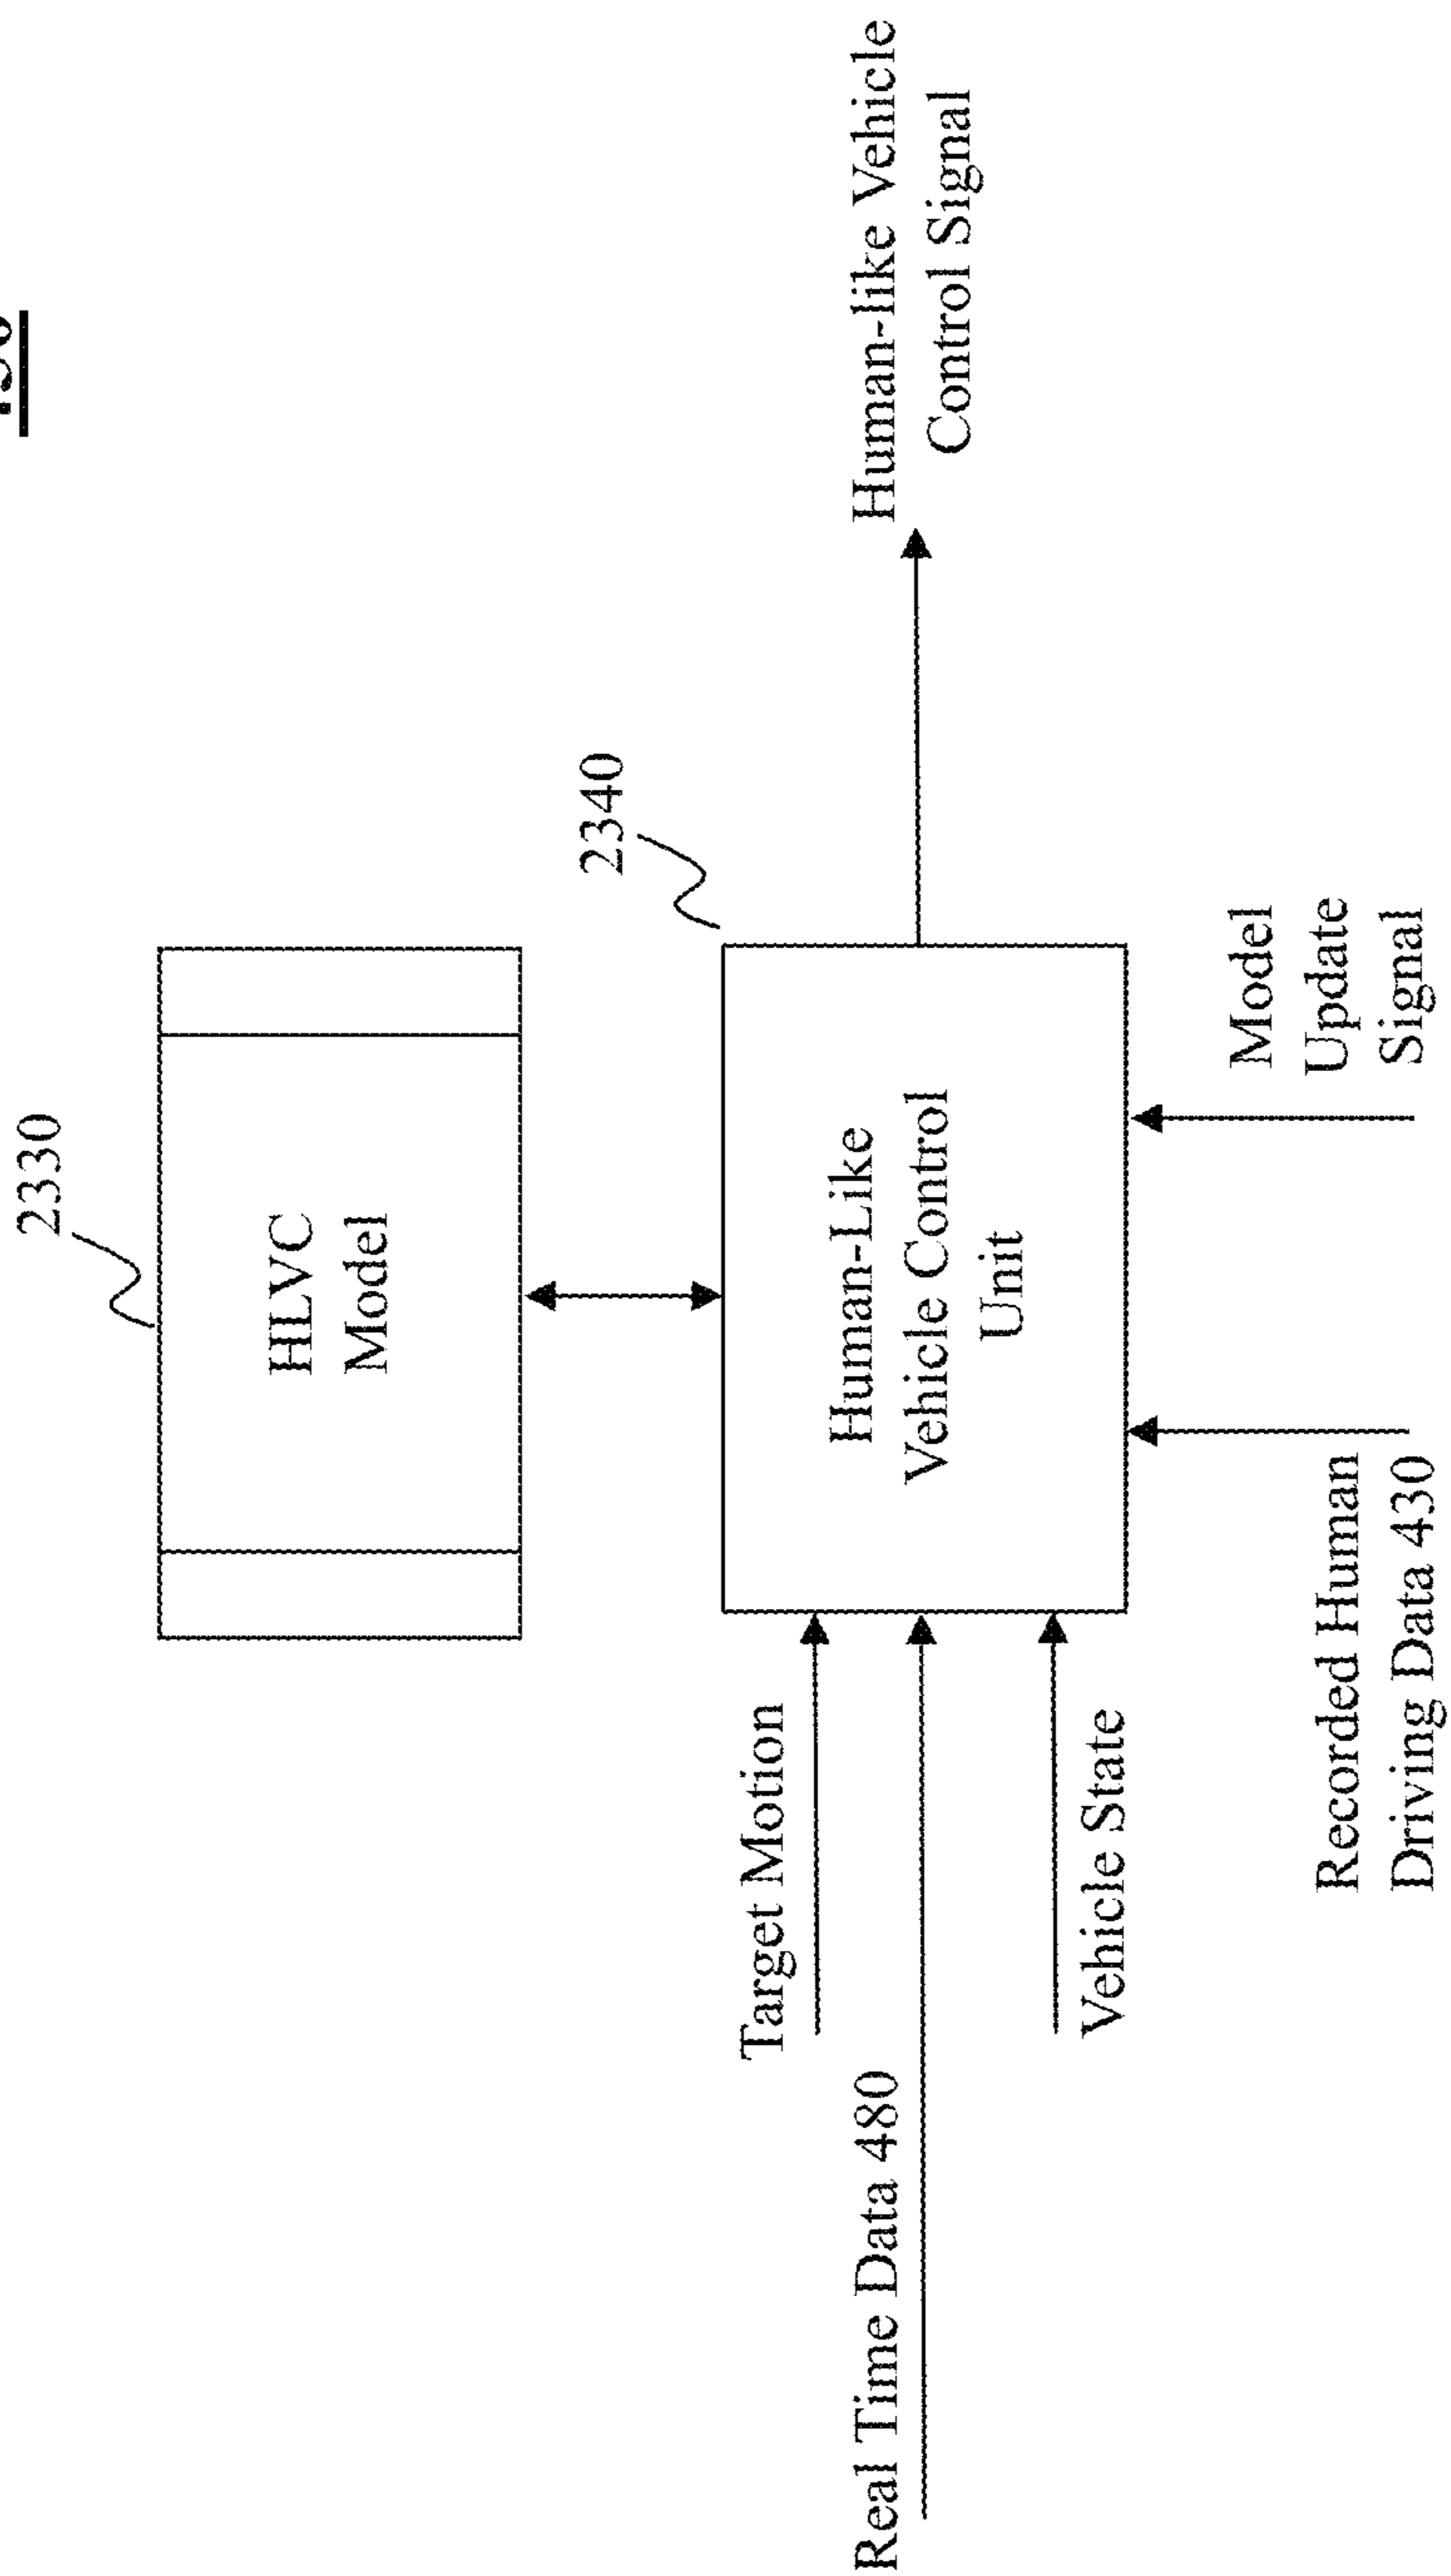 2330
HLVC
Model
2340
Human-Like
Vehicle Control
Unit
Target Motion
Real Time Data 480
Vehicle State
Human-like Vehicle
Control Signal
Recorded Human
Driving Data 430
Model
Update
Signal